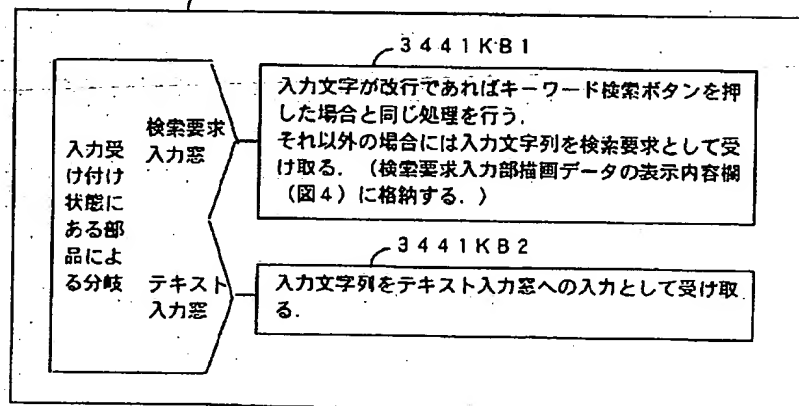 3441KB1
入力文字が改行であればキーワード検索ボタンを押
した場合と同じ処理を行う.
それ以外の場合には入力文字列を検索要求として受
け取る. （検索要求入力部描画データの表示内容欄
（図4）に格納する. ）
検索要求
入力窓
入力受
け付け
状態に
ある部
品によ
る分岐
3441KB2
テキスト
入力窓
入力文字列をテキスト入力窓への入力として受け取
る.